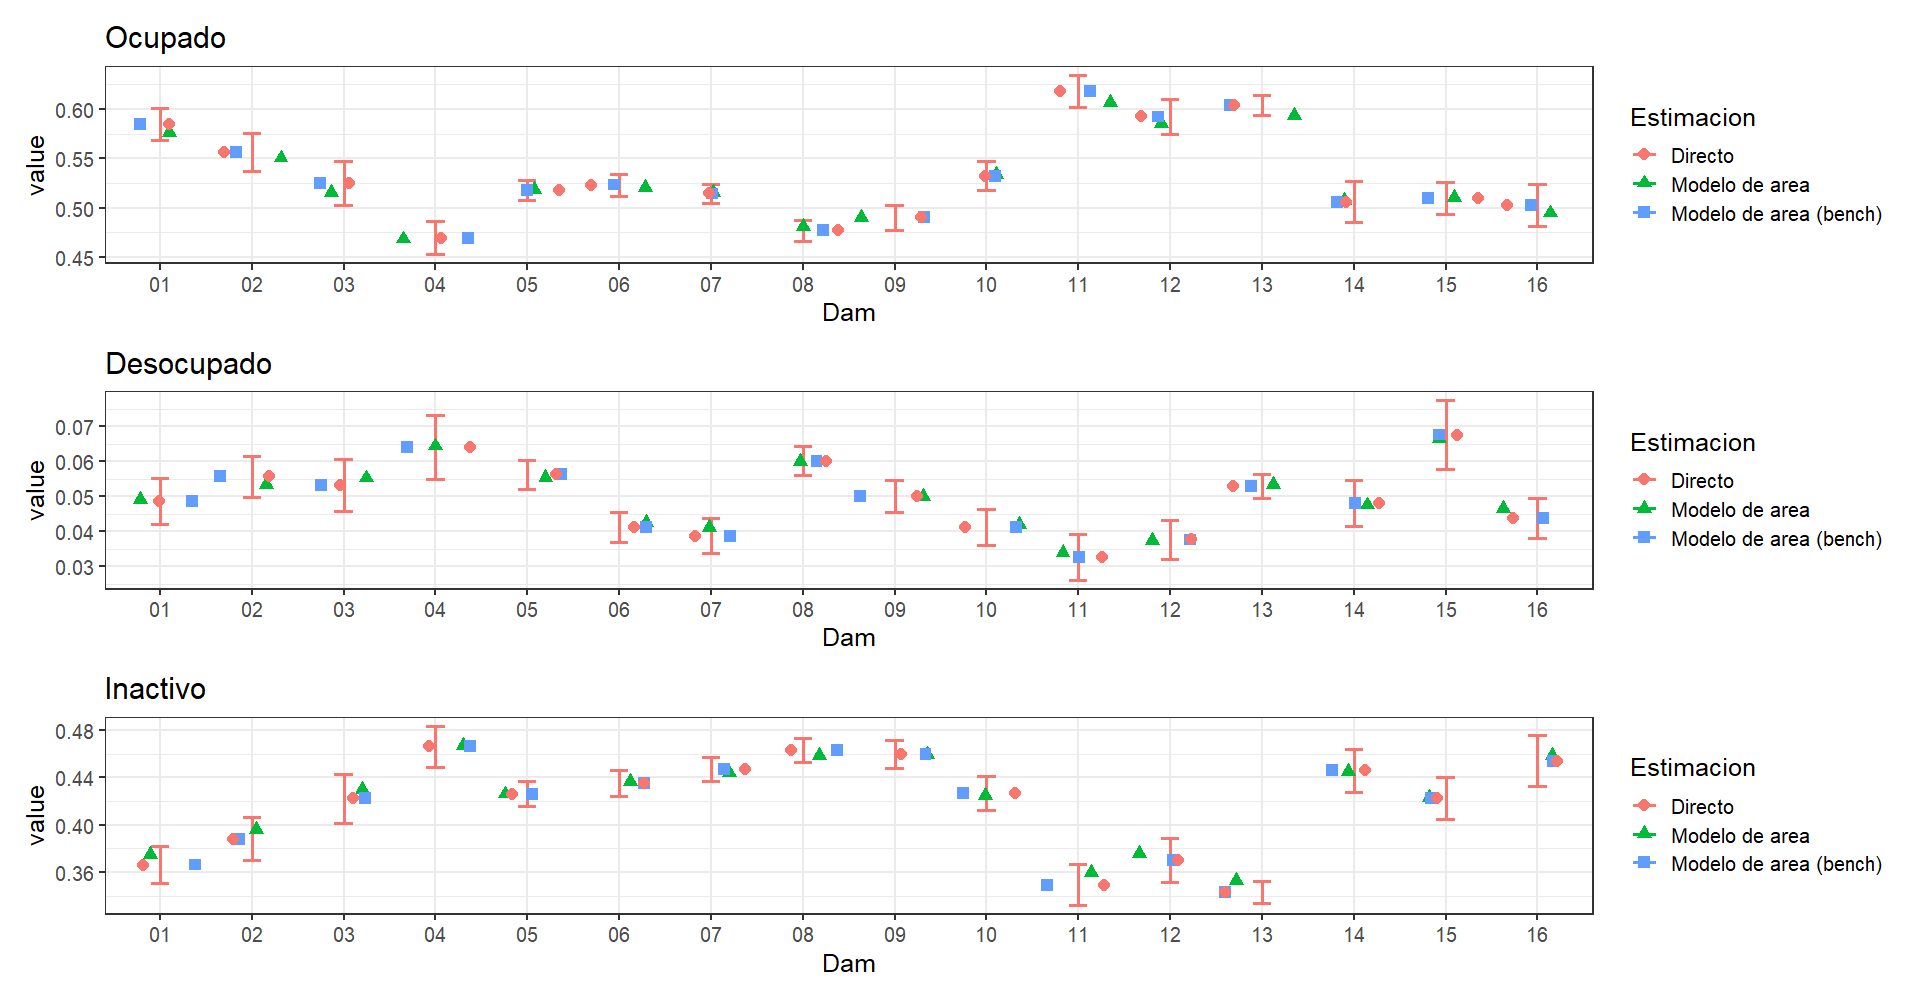 Ocupado
0.60
0.55
0.50
0.45
value
01 02 03 04 05 06 07 08 09 10 11 12 13 14 15 16
Dam
Estimacion
Directo
Modelo de area
Modelo de area (bench)
Desocupado
0.07
0.06
0.05
0.04
0.03
value
01 02 03 04 05 06 07 08 09 10 11 12 13 14 15 16
Dam
Estimacion
Directo
Modelo de area
Modelo de area (bench)
Inactivo
0.48
0.44
0.40
0.36
value
01 02 03 04 05 06 07 08 09 10 11 12 13 14 15 16
Dam
Estimacion
Directo
Modelo de area
Modelo de area (bench)